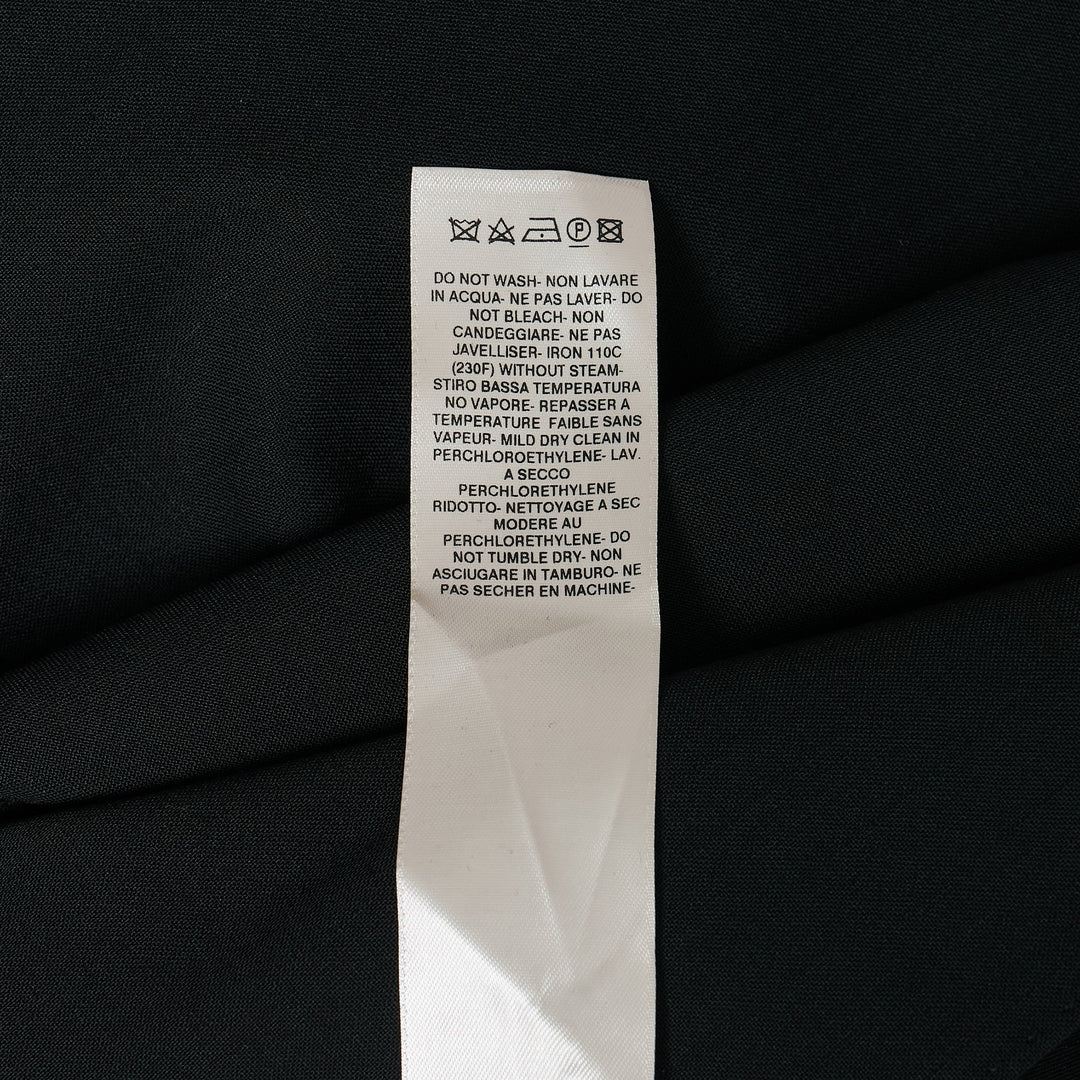 P
DO NOT WASH- NON LAVARE
IN ACQUA- NE PAS LAVER- DO
NOT BLEACH- NON
CANDEGGIARE- NE PAS
JAVELLISER- IRON 110C
(230F) WITHOUT STEAM-
STIRO BASSA TEMPERATURA
NO VAPORE- REPASSER A
TEMPERATURE FAIBLE SANS
VAPEUR- MILD DRY CLEAN IN
PERCHLOROETHYLENE- LAV.
A SECCO
PERCHLORETHYLENE
RIDOTTO- NETTOYAGE A SEC
MODERE AU
PERCHLORETHYLENE- DO
NOT TUMBLE DRY- NON
ASCIUGARE IN TAMBURO- NE
PAS SECHER EN MACHINE-